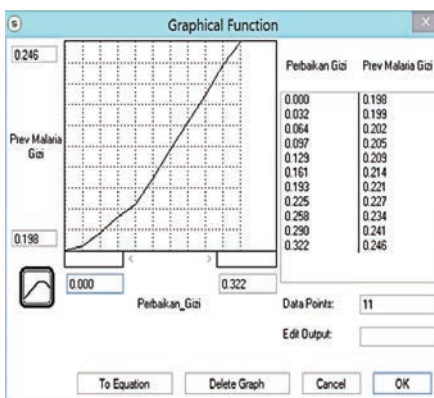 S
Graphical Function
X
0.246
Prev Malaria
Gizi
0.198
0.000
0.322
Perbaikan_Gizi
Perbaikan Gizi Prev Malaria Gizi
0.000 0.198
0.032 0.199
0.064 0.202
0.097 0.205
0.129 0.209
0.161 0.214
0.193 0.221
0.225 0.227
0.258 0.234
0.290 0.241
0.322 0.246
Data Points: 11
Edit Output:
To Equation
Delete Graph
Cancel
OK